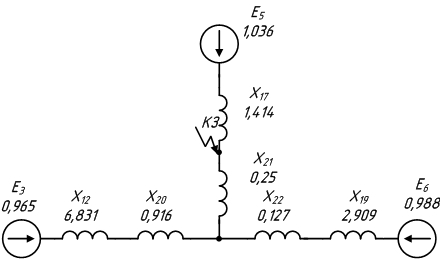 E5
1,036
X17
1,414
КЗ
X21
0,25
E3
0,965
X12
6,831
X20
0,916
X22
0,127
X19
2,909
E6
0,988